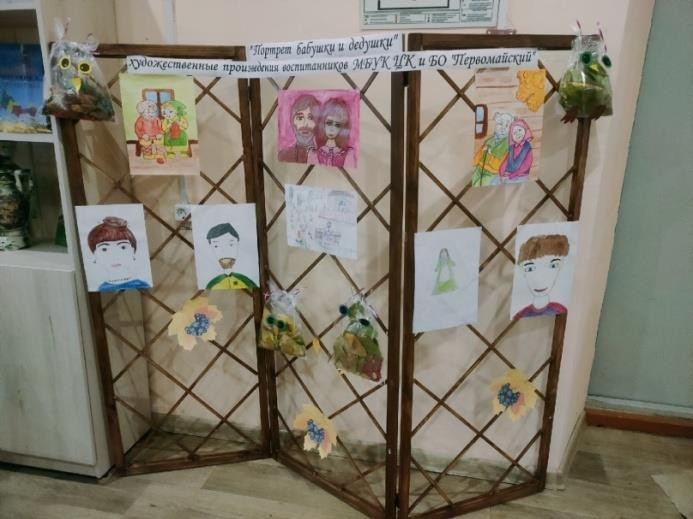 "Портрет бабушки и дедушки"
Художественные произведения воспитанников МБУК ЦК и БО Первомайский"